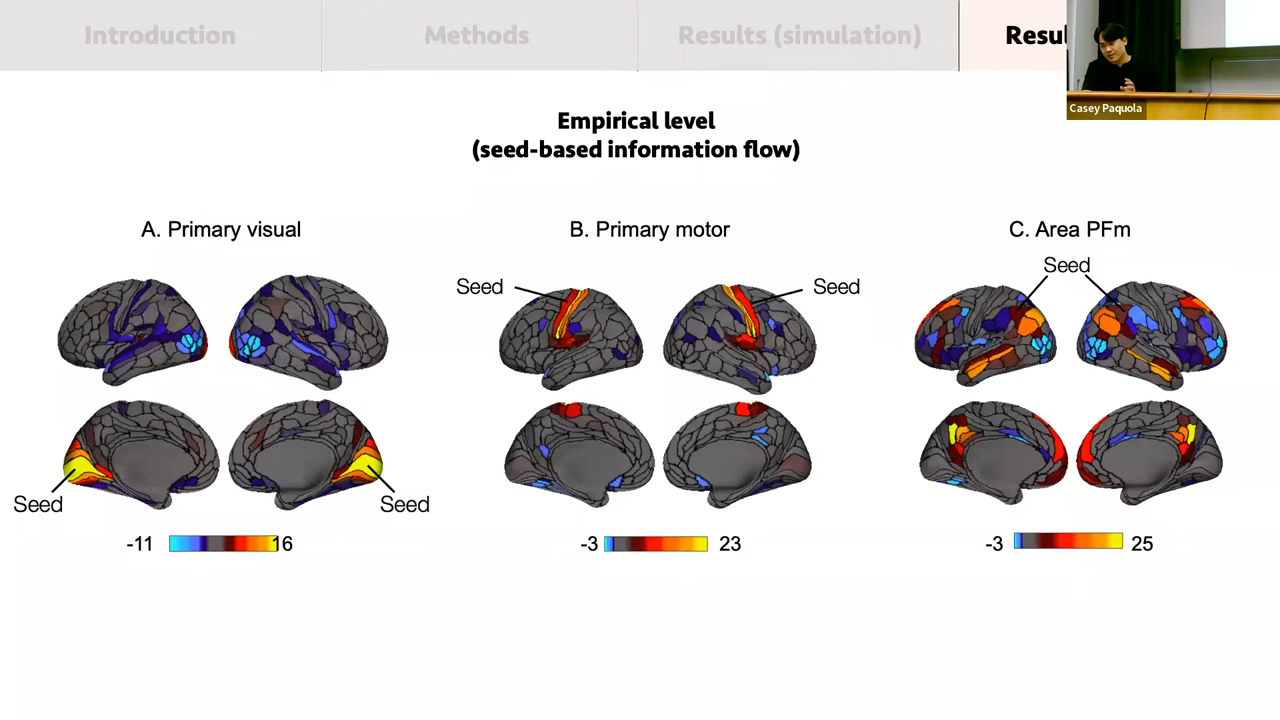 Introduction
Methods
Results (simulation)
Resul
Casey Paquola
Empirical level
(seed-based information flow)
A. Primary visual
B. Primary motor
C. Area PFm
Seed
Seed
Seed
Seed
Seed
-11
16
-3
23
-3
25